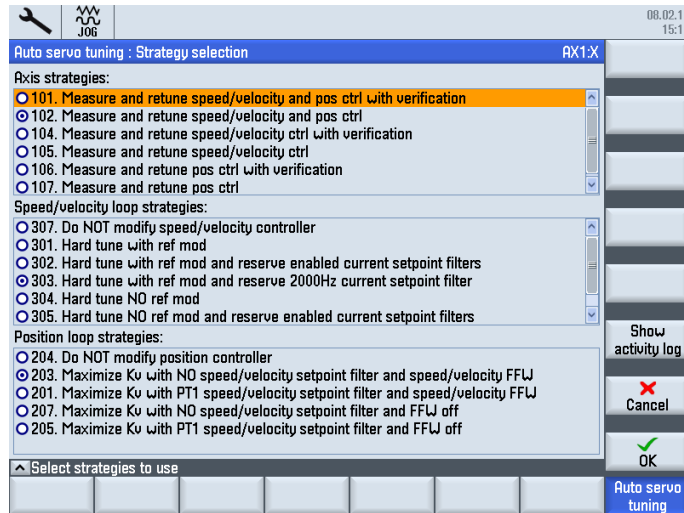 JOG
08.02.1
15:1
Auto servo tuning : Strategy selection AX1:X
Axis strategies:
101. Measure and retune speed/velocity and pos ctrl with verification
102. Measure and retune speed/velocity and pos ctrl
104. Measure and retune speed/velocity ctrl with verification
105. Measure and retune speed/velocity ctrl
106. Measure and retune pos ctrl with verification
107. Measure and retune pos ctrl
Speed/velocity loop strategies:
307. Do NOT modify speed/velocity controller
301. Hard tune with ref mod
302. Hard tune with ref mod and reserve enabled current setpoint filters
303. Hard tune with ref mod and reserve 2000Hz current setpoint filter
304. Hard tune NO ref mod
305. Hard tune NO ref mod and reserve enabled current setpoint filters
Position loop strategies:
204. Do NOT modify position controller
203. Maximize Kv with NO speed/velocity setpoint filter and speed/velocity FFW
201. Maximize Kv with PT1 speed/velocity setpoint filter and speed/velocity FFW
207. Maximize Kv with NO speed/velocity setpoint filter and FFW off
205. Maximize Kv with PT1 speed/velocity setpoint filter and FFW off
Select strategies to use
Show
activity log
Cancel
OK
Auto servo
tuning